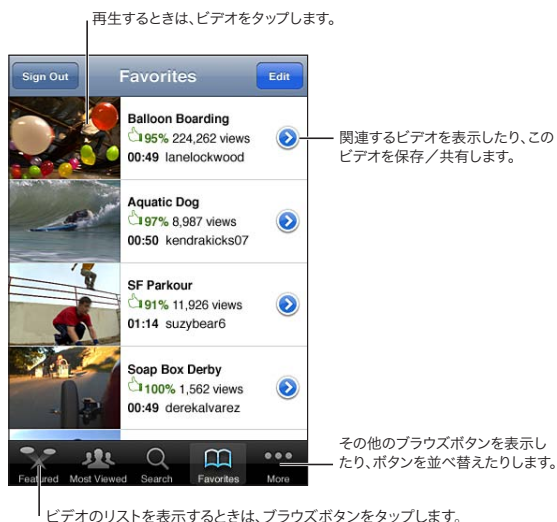 再生するときは、ビデオをタップします。
Sign Out
Favorites
Edit
Balloon Boarding
95% 224,262 views
00:49 lanelockwood
関連するビデオを表示したり、この
ビデオを保存／共有します。
Aquatic Dog
97% 8,987 views
00:50 kendrakicks07
SF Parkour
91% 11,926 views
01:14 suzybear6
Soap Box Derby
100% 1,562 views
00:49 derekalvarez
その他のブラウズボタンを表示し
たり、ボタンを並べ替えたりします。
Featured
Most Viewed
Search
Favorites
More
ビデオのリストを表示するときは、ブラウズボタンをタップします。